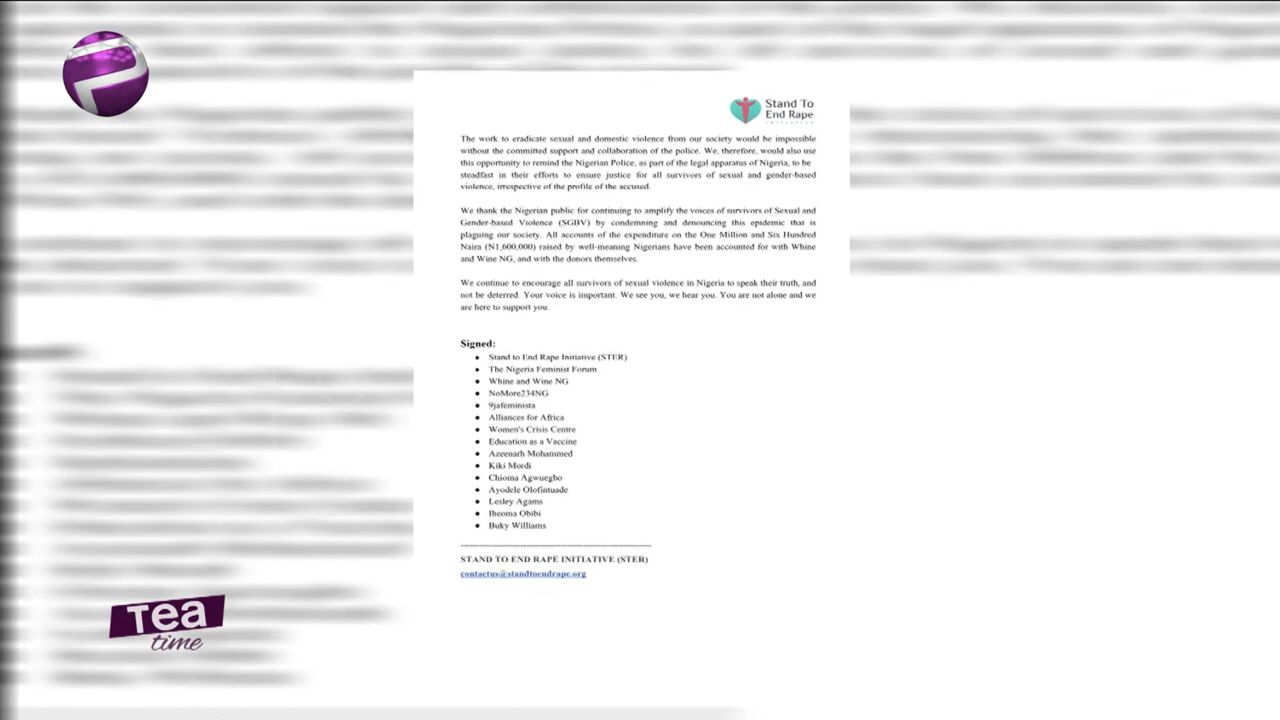 Stand To
End Rape
INITIATIVE
The work to eradicate sexual and domestic violence from our society would be impossible
without the committed support and collaboration of the police. We, therefore, would also use
this opportunity to remind the Nigerian Police, as part of the legal apparatus of Nigeria, to be
steadfast in their efforts to ensure justice for all survivors of sexual and gender-based
violence, irrespective of the profile of the accused.
We thank the Nigerian public for continuing to amplify the voices of survivors of Sexual and
Gender-based Violence (SGBV) by condemning and denouncing this epidemic that is
plaguing our society. All accounts of the expenditure on the One Million and Six Hundred
Naira (N1,600,000) raised by well-meaning Nigerians have been accounted for with Whine
and Wine NG, and with the donors themselves.
We continue to encourage all survivors of sexual violence in Nigeria to speak their truth, and
not be deterred. Your voice is important. We see you, we hear you. You are not alone and we
are here to support you.
Signed:
• Stand to End Rape Initiative (STER)
• The Nigeria Feminist Forum
• Whine and Wine NG
• NoMore234NG
• 9jafeminista
• Alliances for Africa
• Women's Crisis Centre
• Education as a Vaccine
• Azeenarh Mohammed
• Kiki Mordi
• Chioma Agwuegbo
• Ayodele Olofintuade
• Lesley Agams
• Iheoma Obibi
• Buky Williams
STAND TO END RAPE INITIATIVE (STER)
contactus@standtoendrape.org
Tea
time